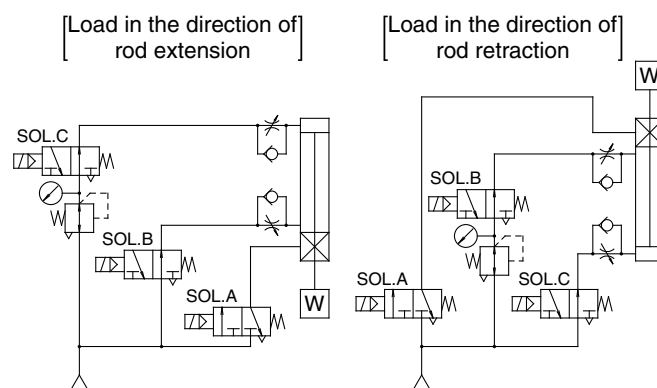 [Load in the direction of
rod extension]
[Load in the direction of
rod retraction]
SOL.C
SOL.B
SOL.A
W
W
SOL.B
SOL.A
SOL.C